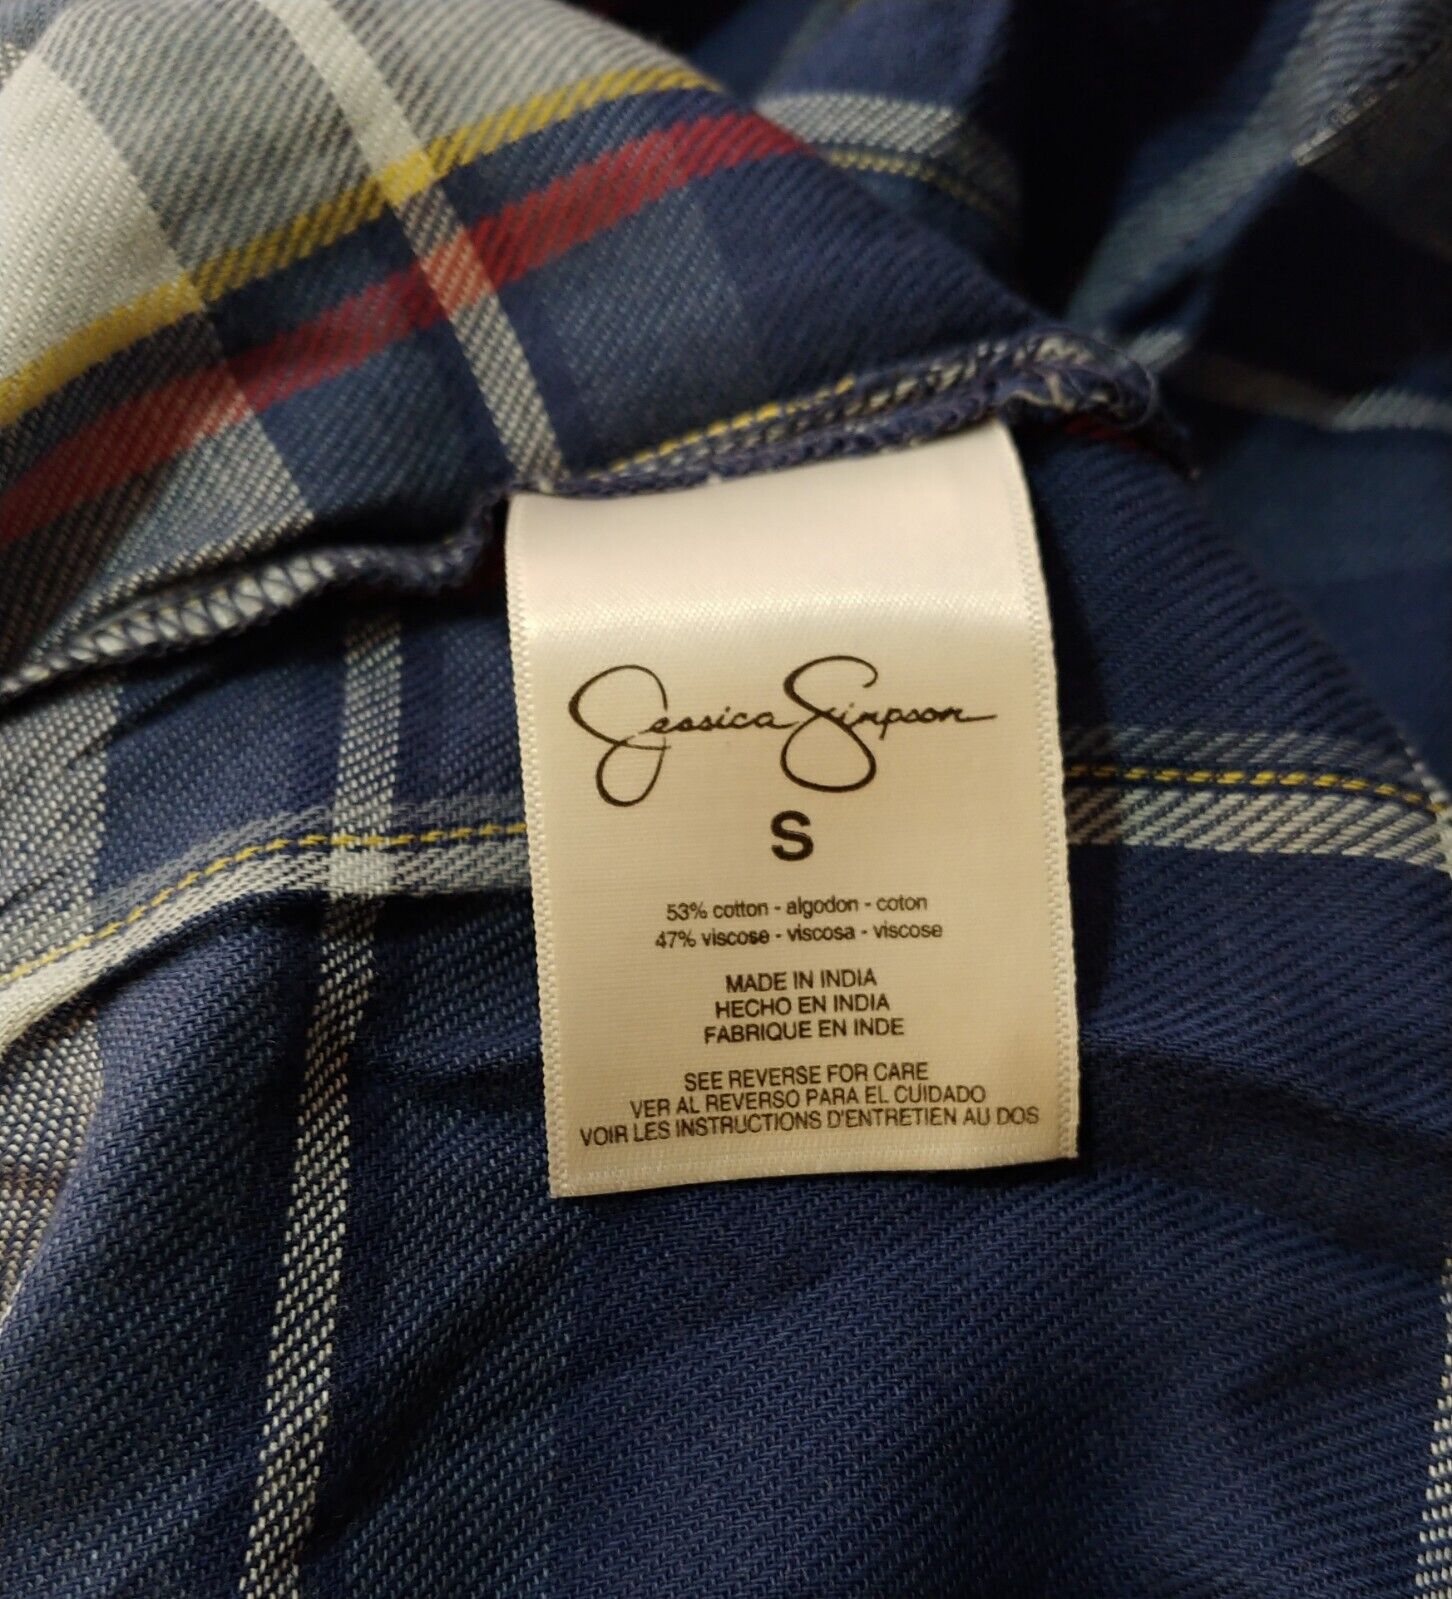 Jessica Simpson
S
53% cotton - algodon - coton
47% viscose - viscosa - viscose
MADE IN INDIA
HECHO EN INDIA
FABRIQUE EN INDE
SEE REVERSE FOR CARE
VER AL REVERSO PARA EL CUIDADO
VOIR LES INSTRUCTIONS D'ENTRETIEN AU DOS